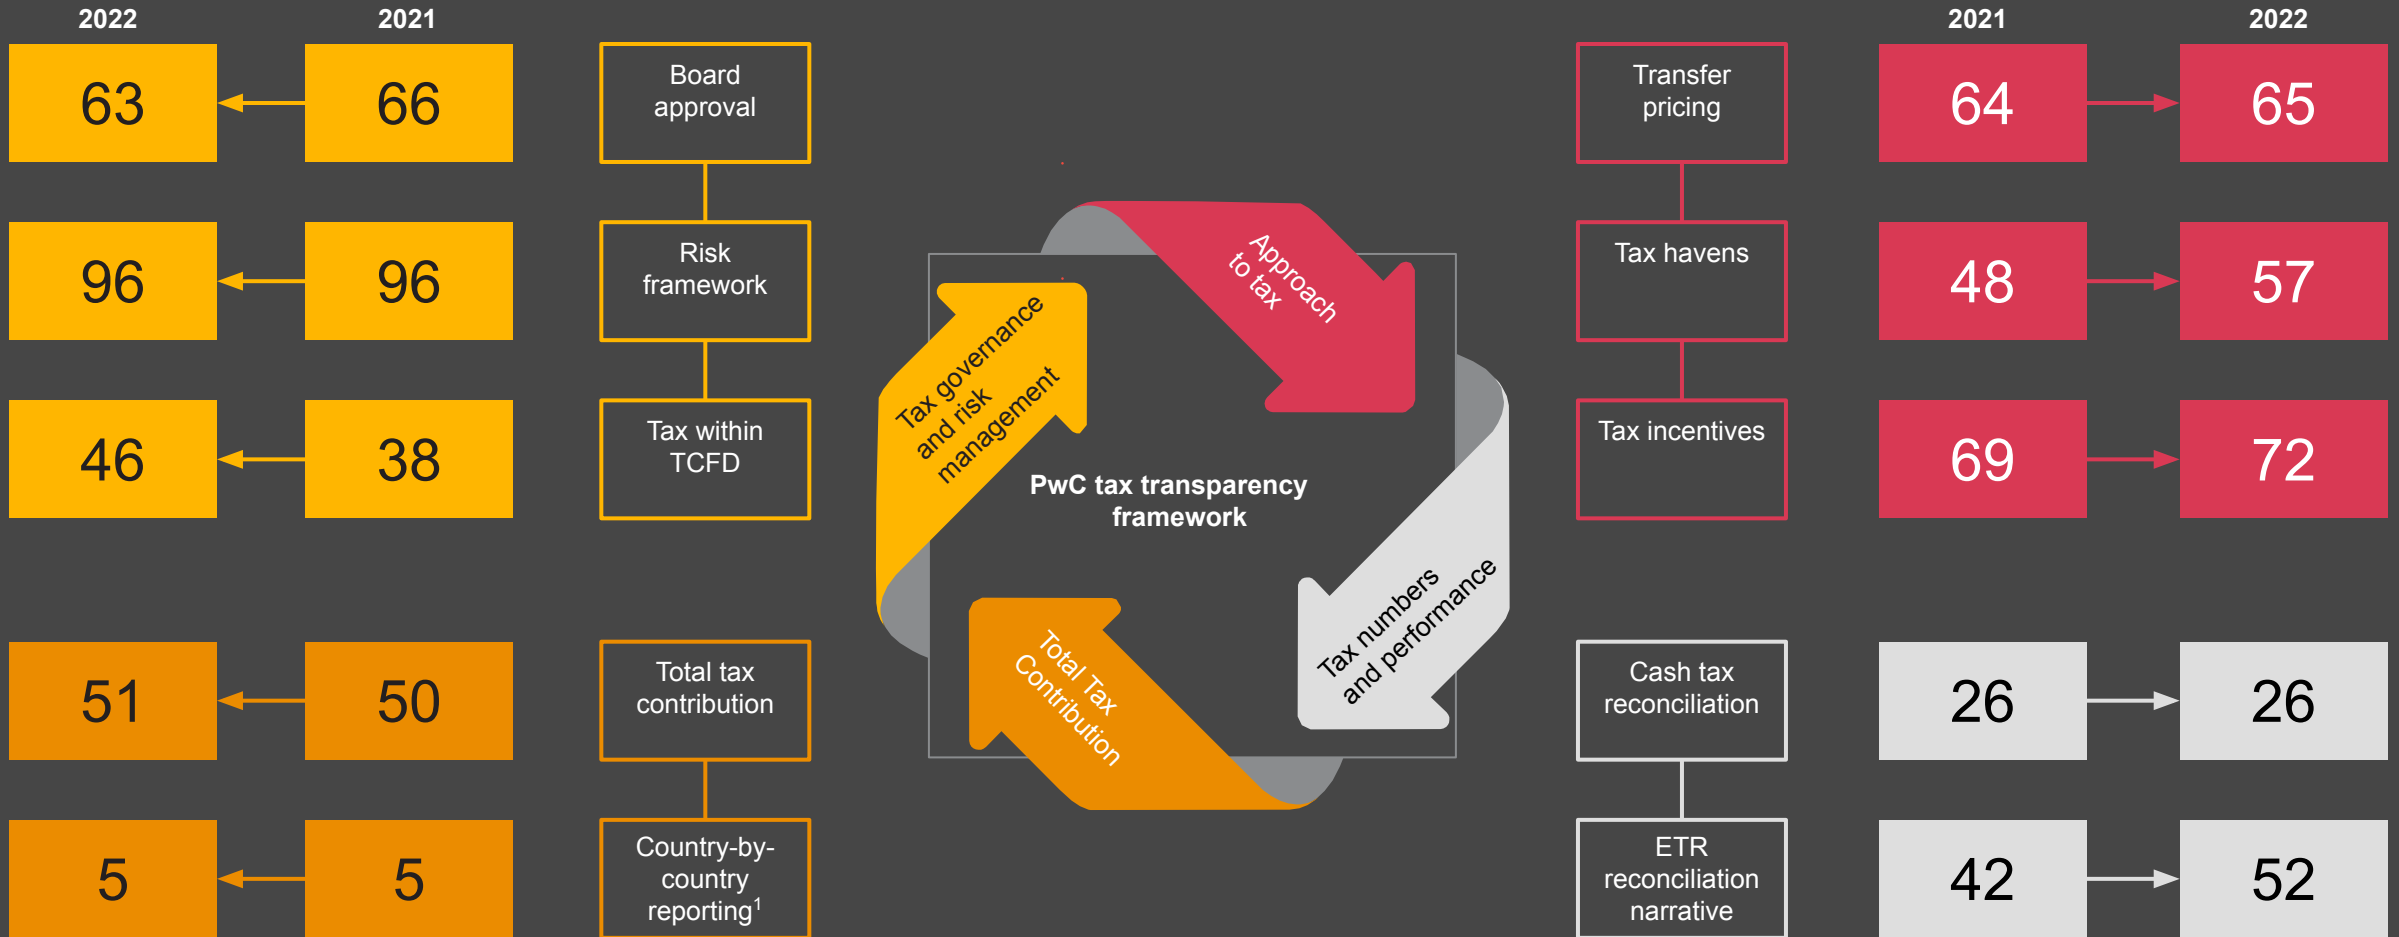 2022
2021
2021
2022
63
66
Board
approval
Transfer
pricing
64
65
96
96
Risk
framework
Tax havens
48
57
46
38
Tax within
TCFD
Tax incentives
69
72
Approach
to tax
Tax governance
and risk
management
PwC tax transparency
framework
Tax numbers
and performance
Total Tax
Contribution
51
50
Total tax
contribution
Cash tax
reconciliation
26
26
5
5
Country-by-
country
reporting1
ETR
reconciliation
narrative
42
52